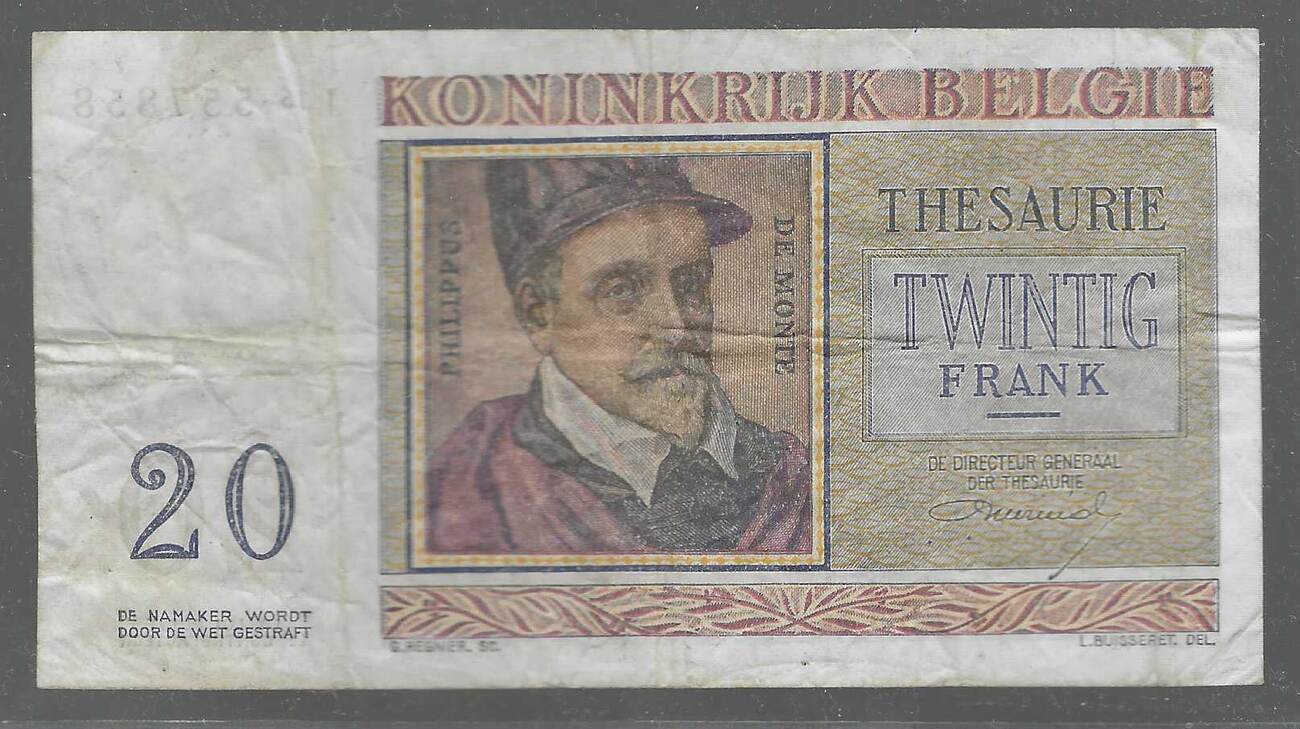 KONINKRIJK BELGIE
PHILIPPUS
DE MONTE
THESAURIE
TWINTIG
FRANK
DE DIRECTEUR GENERAAL
DER THESAURIE
20
DE NAMAKER WORDT
DOOR DE WET GESTRAFT
G. REGNIER. SC.
L. BUISSERET. DEL.